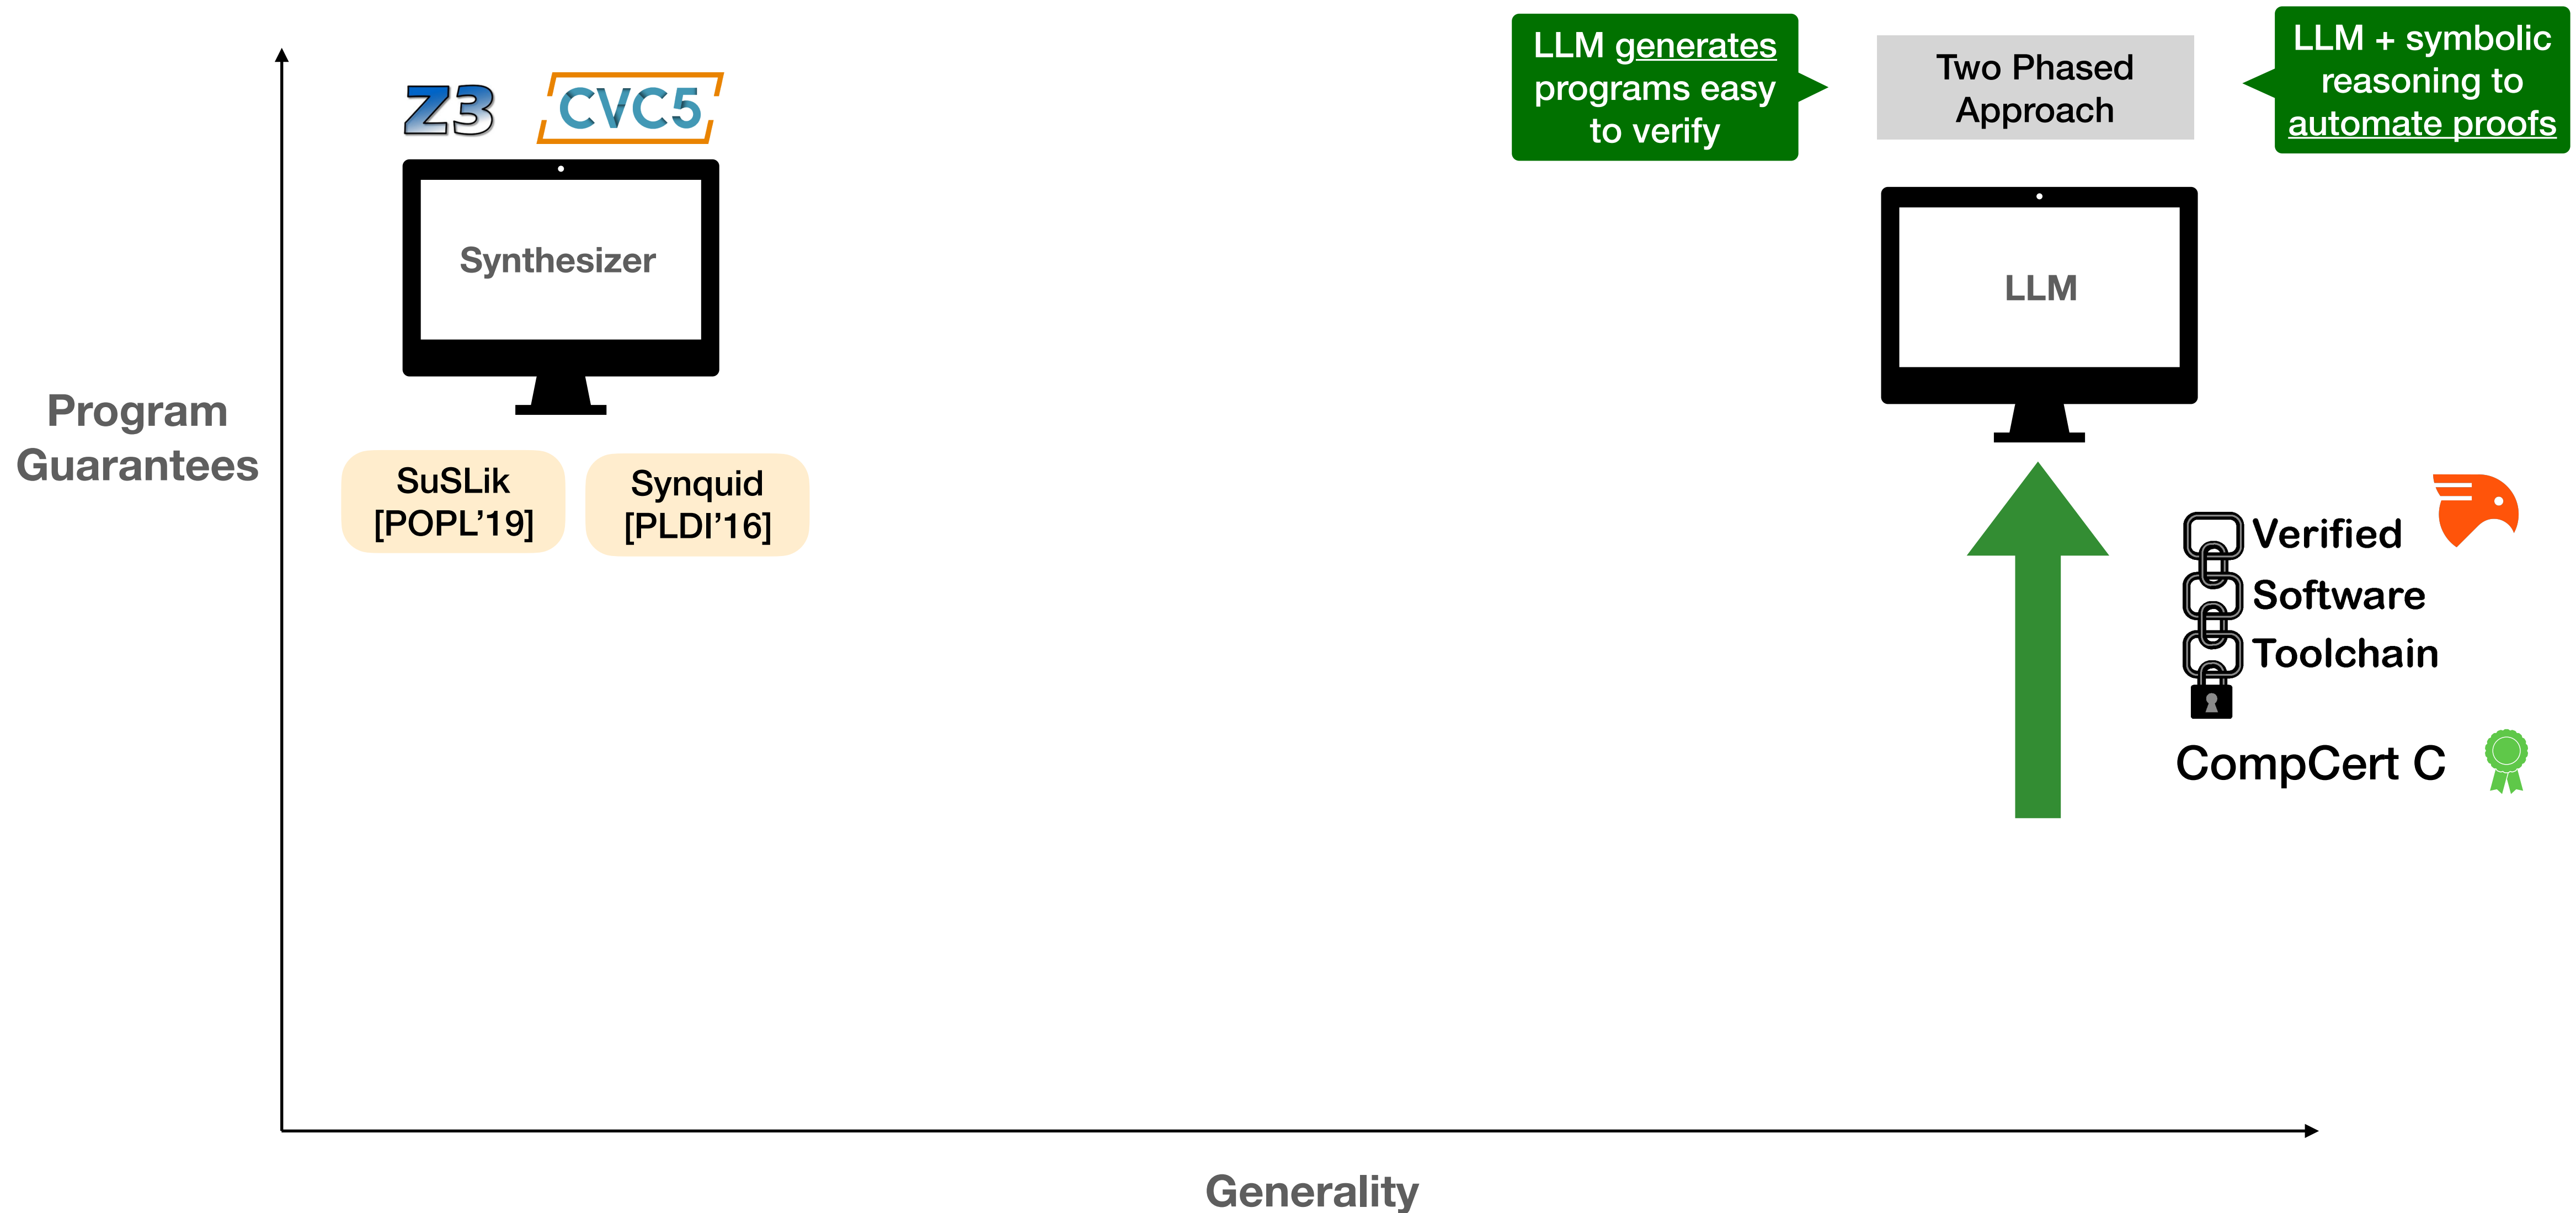 Z3
CVC5
Synthesizer
SuSLik
[POPL’19]
Synquid
[PLDI’16]
Program
Guarantees
LLM generates
programs easy
to verify
Two Phased
Approach
LLM + symbolic
reasoning to
automate proofs
LLM
Verified
Software
Toolchain
CompCert C
Generality